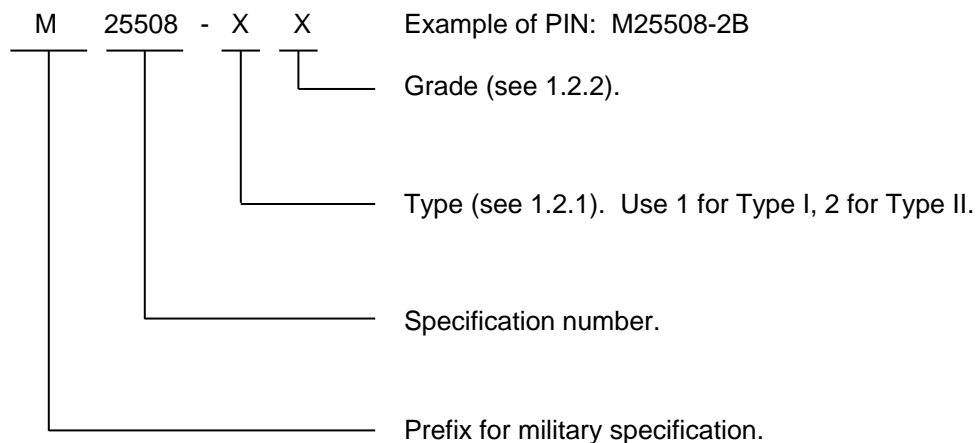 M 25508 - X X Example of PIN: M25508-2B
Grade (see 1.2.2).
Type (see 1.2.1). Use 1 for Type I, 2 for Type II.
Specification number.
Prefix for military specification.